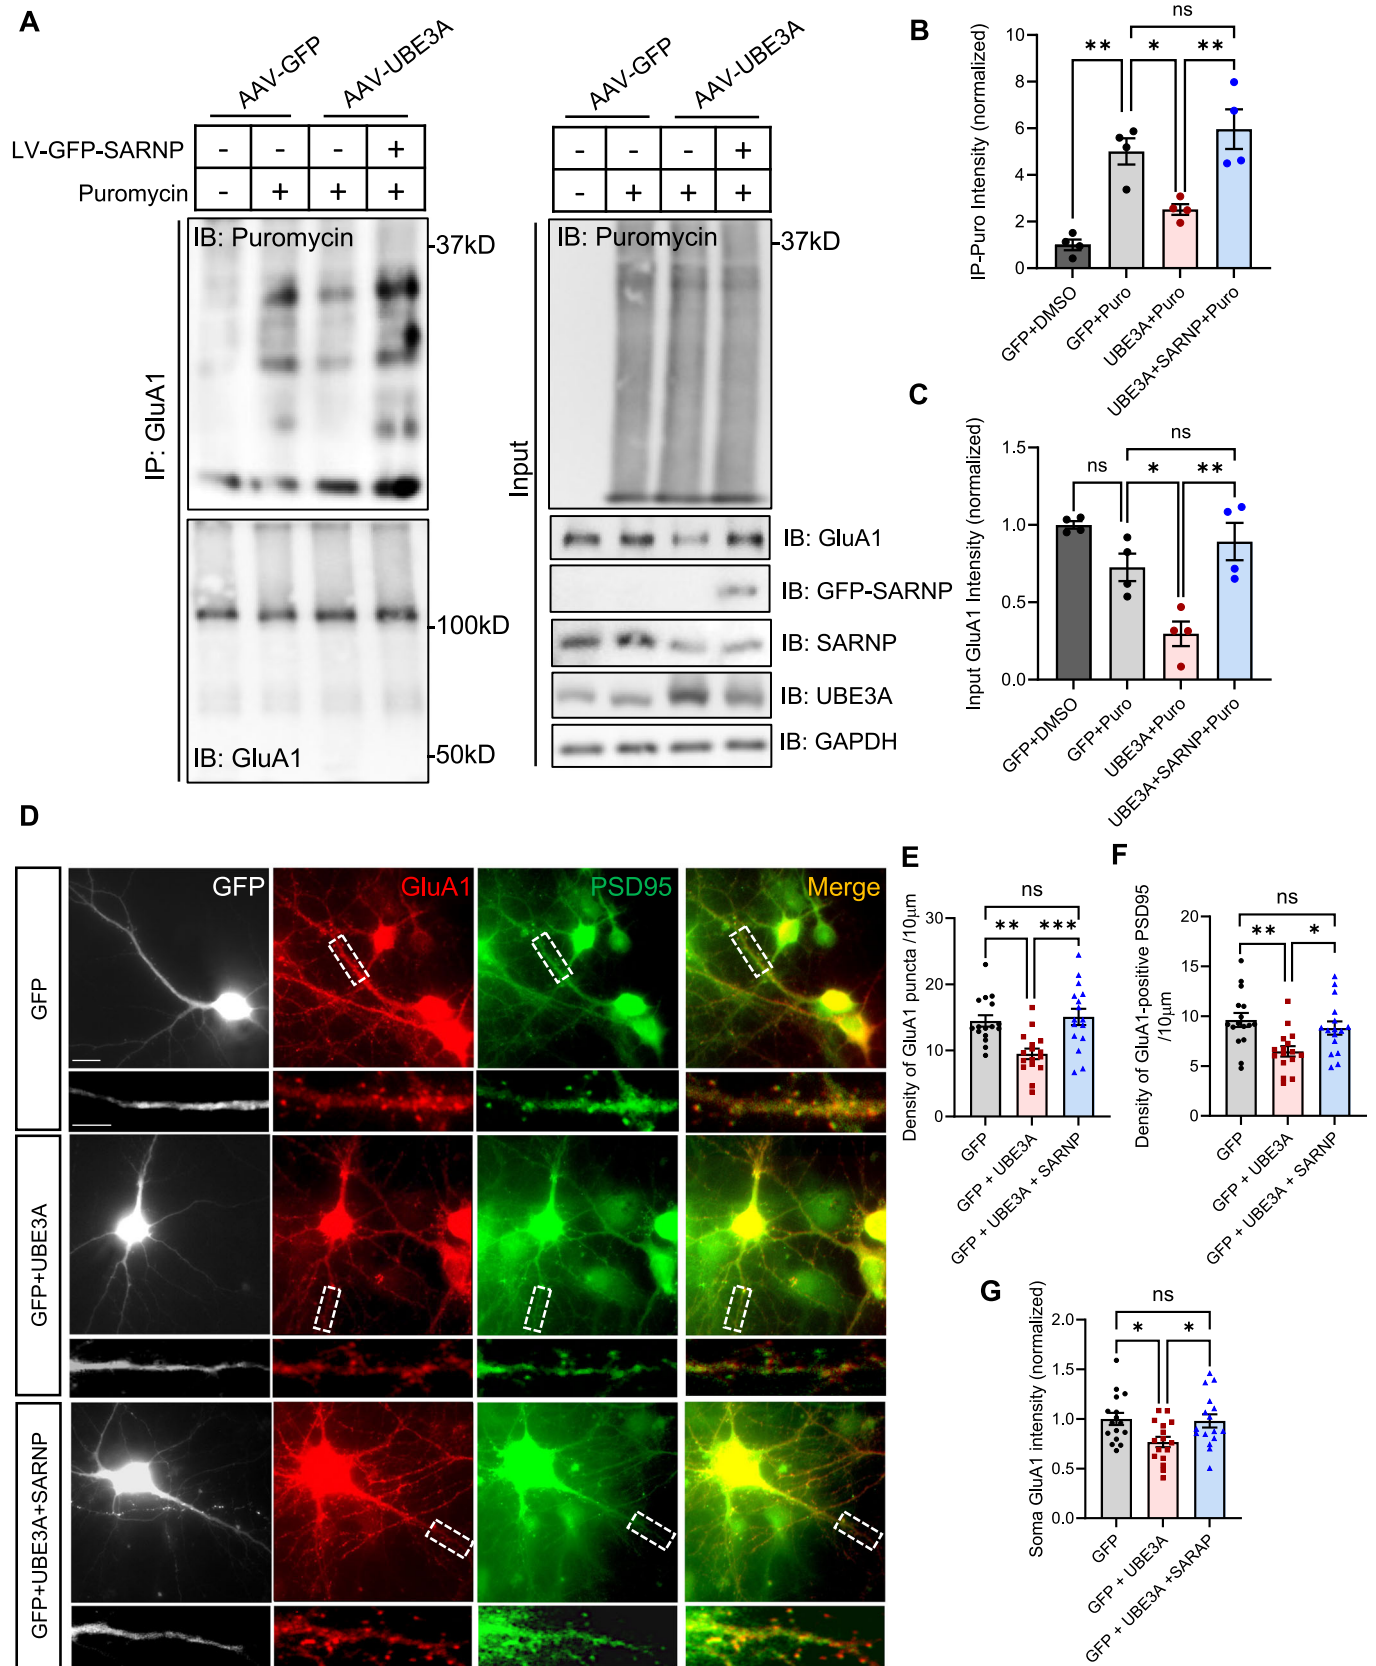 A
AAV-GFP
AAV-UBE3A
AAV-GFP
AAV-UBE3A
LV-GFP-SARNP
- - - +
- - - +
Puromycin
- + + +
- + + +
IP: GluA1
IB: Puromycin
-37kD
IB: GluA1
-100kD
-50kD
Input
IB: Puromycin
-37kD
IB: GluA1
IB: GFP-SARNP
IB: SARNP
IB: UBE3A
IB: GAPDH
B
IP-Puro Intensity (normalized)
10
8
6
4
2
0
ns
** * **
GFP+DMSO
GFP+Puro
UBE3A+Puro
UBE3A+SARNP+Puro
C
Input GluA1 Intensity (normalized)
1.5
1.0
0.5
0.0
ns
ns * **
GFP+DMSO
GFP+Puro
UBE3A+Puro
UBE3A+SARNP+Puro
D
GFP
GluA1
PSD95
Merge
GFP
GFP+UBE3A
GFP+UBE3A+SARNP
E
Density of GluA1 puncta /10μm
30
20
10
0
ns
** ***
GFP
GFP + UBE3A
GFP + UBE3A + SARNP
F
Density of GluA1-positive PSD95
/10μm
20
15
10
5
0
ns
** *
GFP
GFP + UBE3A
GFP + UBE3A + SARNP
G
Soma GluA1 intensity (normalized)
2.0
1.5
1.0
0.5
0.0
ns
* *
GFP
GFP + UBE3A
GFP + UBE3A +SARAP